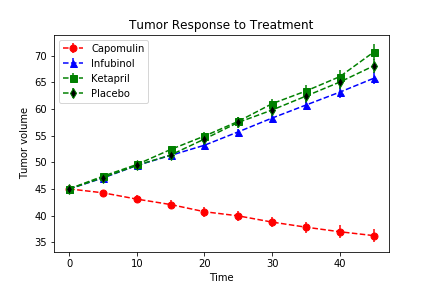 Tumor Response to Treatment
Capomulin
Infubinol
Ketapril
Placebo
70
65
60
55
50
45
40
35
Tumor volume
0 10 20 30 40
Time